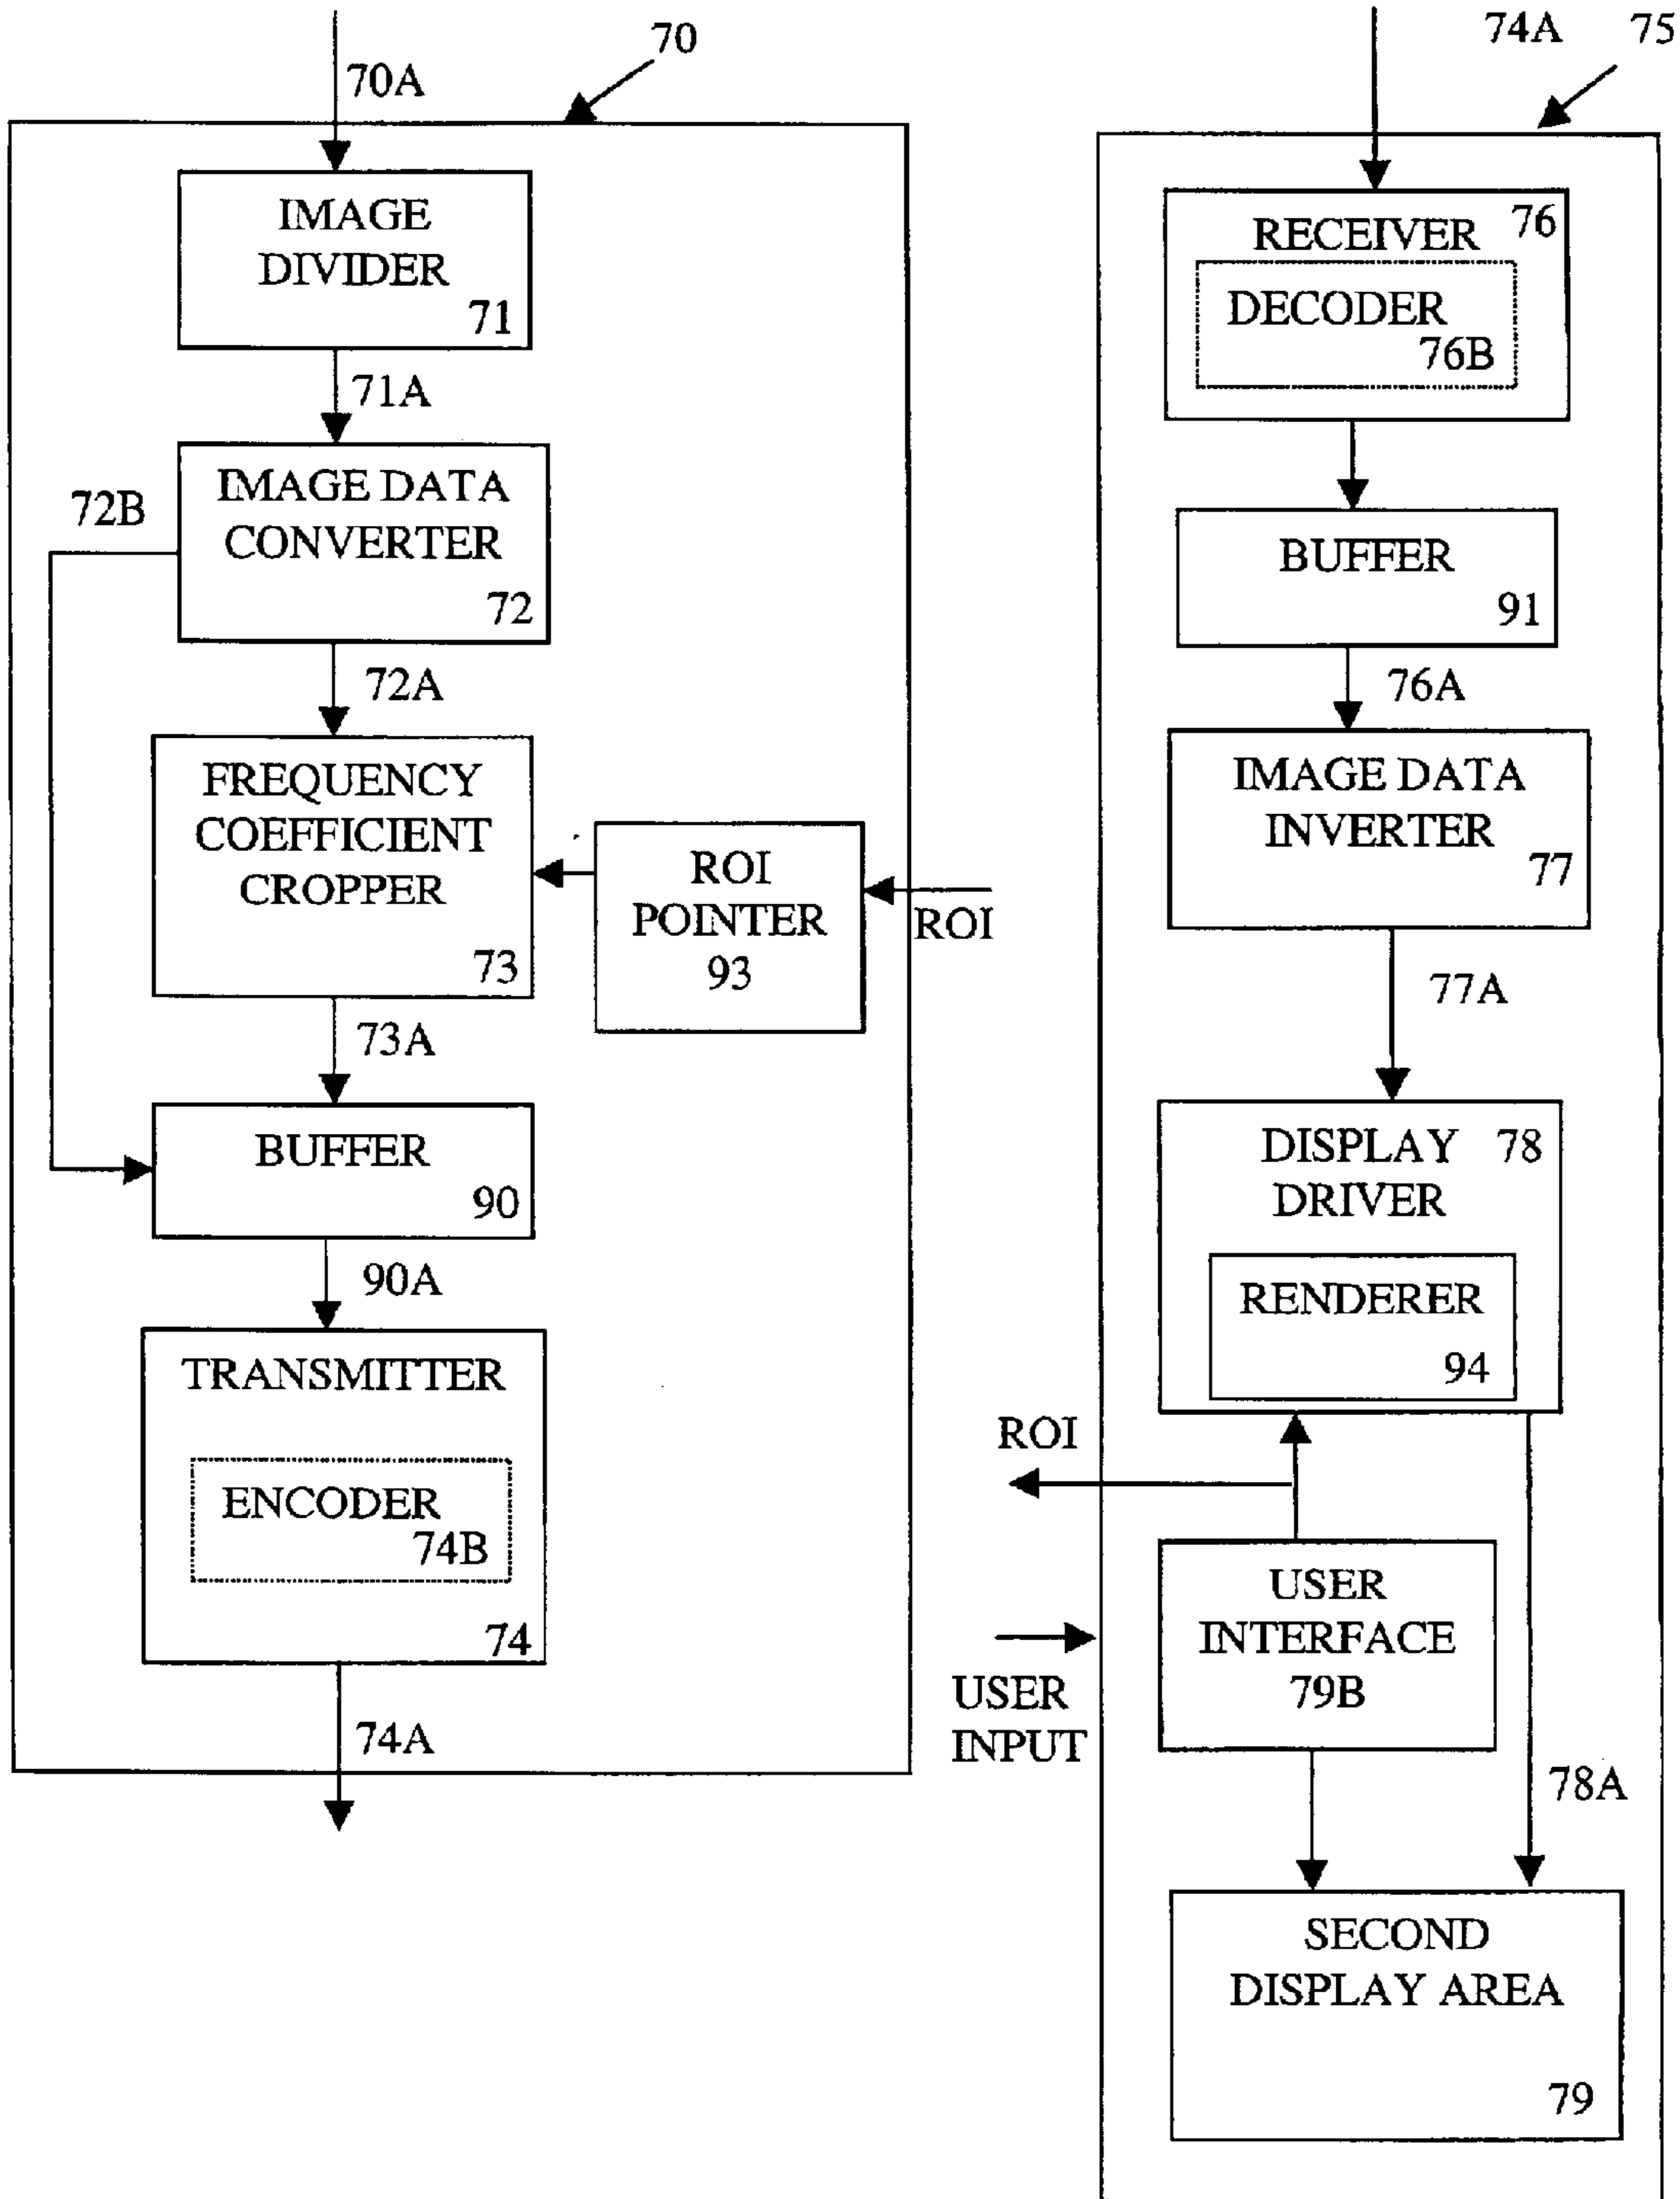 70A
70
IMAGE
DIVIDER
71
71A
72B
IMAGE DATA
CONVERTER
72
72A
FREQUENCY
COEFFICIENT
CROPPER
73
ROI
POINTER
93
ROI
73A
BUFFER
90
90A
TRANSMITTER
ENCODER
74B
74
74A
74A
75
RECEIVER
76
DECODER
76B
BUFFER
91
76A
IMAGE DATA
INVERTER
77
77A
DISPLAY
DRIVER
78
RENDERER
94
ROI
USER
INTERFACE
79B
USER
INPUT
78A
SECOND
DISPLAY AREA
79